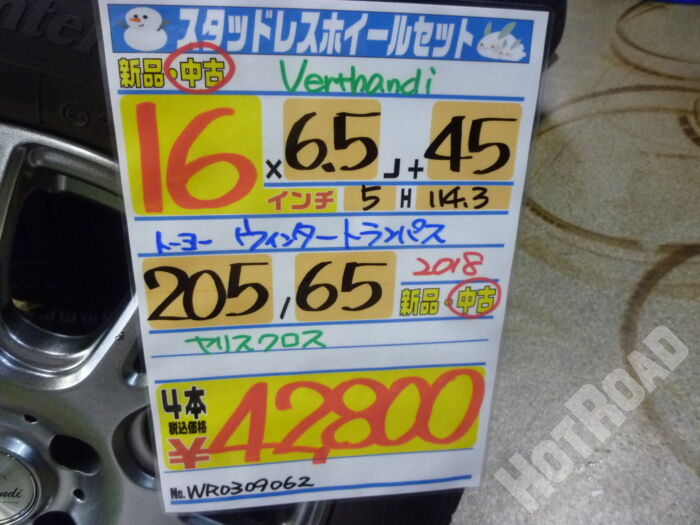 スタッドレスホイールセット
新品・中古 Verthandi
16 × 6.5 J + 45
インチ 5 H 114.3
トーヨー ウィンタートランパス
205 / 65 2018
新品・中古
ヤリスクロス
4本
税込価格
¥42,800
No. WR0309062
HOTROAD